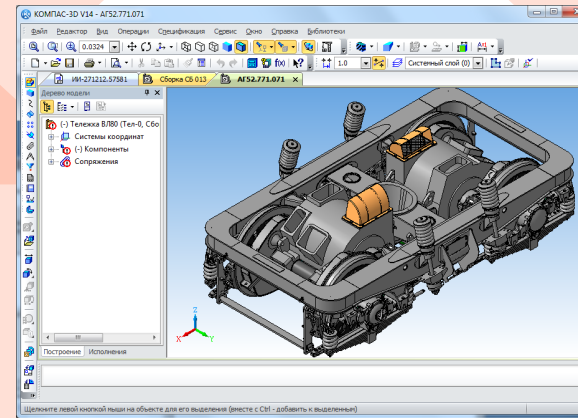 КОМПАС-3D V14 - АГ52.771.071
Файл Редактор Вид Операции Спецификация Сервис Окно Справка Библиотеки
0.0324
1.0 Системный слой (0)
ИИ-271212.57581 Сборка СБ 013 АГ52.771.071
Дерево модели
(-) Тележка ВЛ80 (Тел-0, Сбо
Системы координат
(-) Компоненты
Сопряжения
Z
X Y
Построение Исполнения
Щелкните левой кнопкой мыши на объекте для его выделения (вместе с Ctrl - добавить к выделенным)